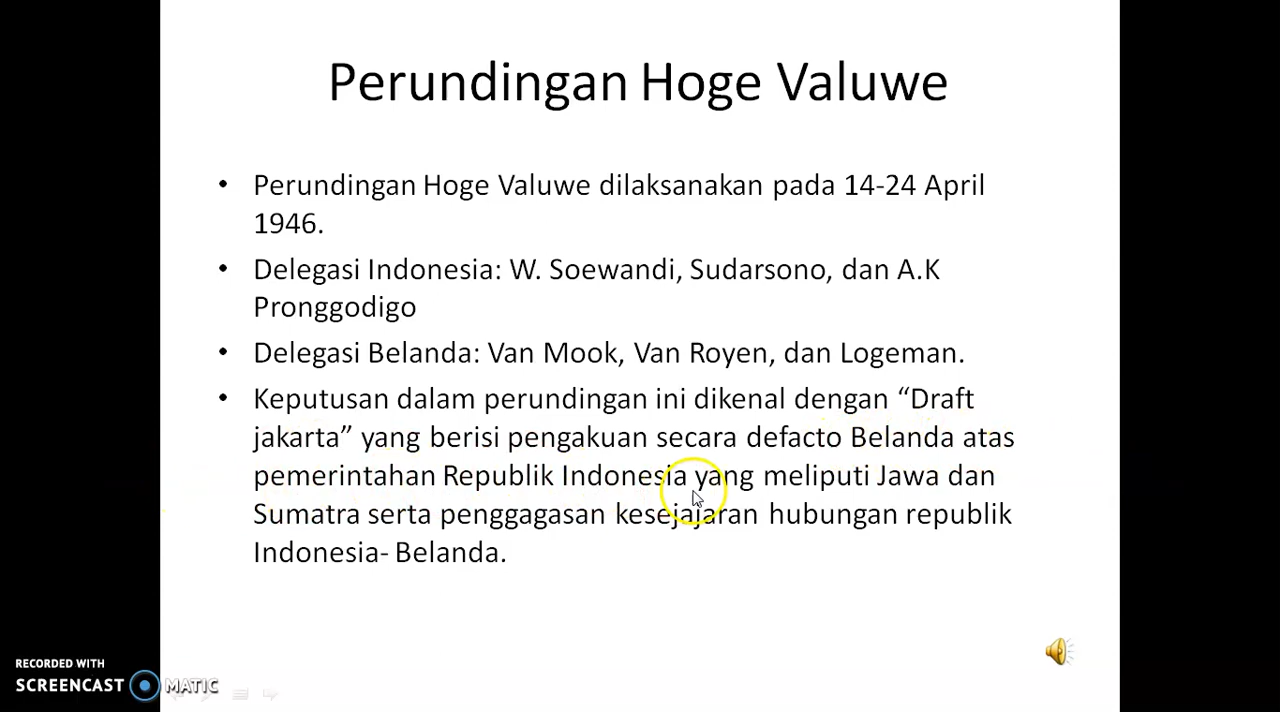 Perundingan Hoge Valuwe
• Perundingan Hoge Valuwe dilaksanakan pada 14-24 April
1946.
• Delegasi Indonesia: W. Soewandi, Sudarsono, dan A.K
Pronggodigo
• Delegasi Belanda: Van Mook, Van Royen, dan Logeman.
• Keputusan dalam perundingan ini dikenal dengan “Draft
jakarta” yang berisi pengakuan secara defacto Belanda atas
pemerintahan Republik Indonesia yang meliputi Jawa dan
Sumatra serta penggagasan kesejajaran hubungan republik
Indonesia- Belanda.
RECORDED WITH
SCREENCAST MATIC